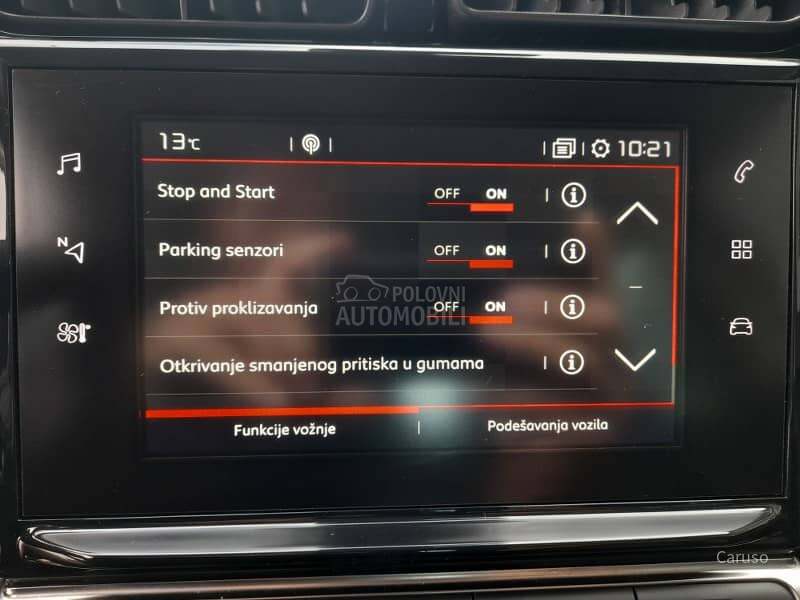 13°C
10:21
Stop and Start OFF ON
Parking senzori OFF ON
Protiv proklizavanja OFF ON
Otkrivanje smanjenog pritiska u gumama
Funkcije vožnje
Podešavanja vozila
N
POLOVNI
AUTOMOBILI
Caruso